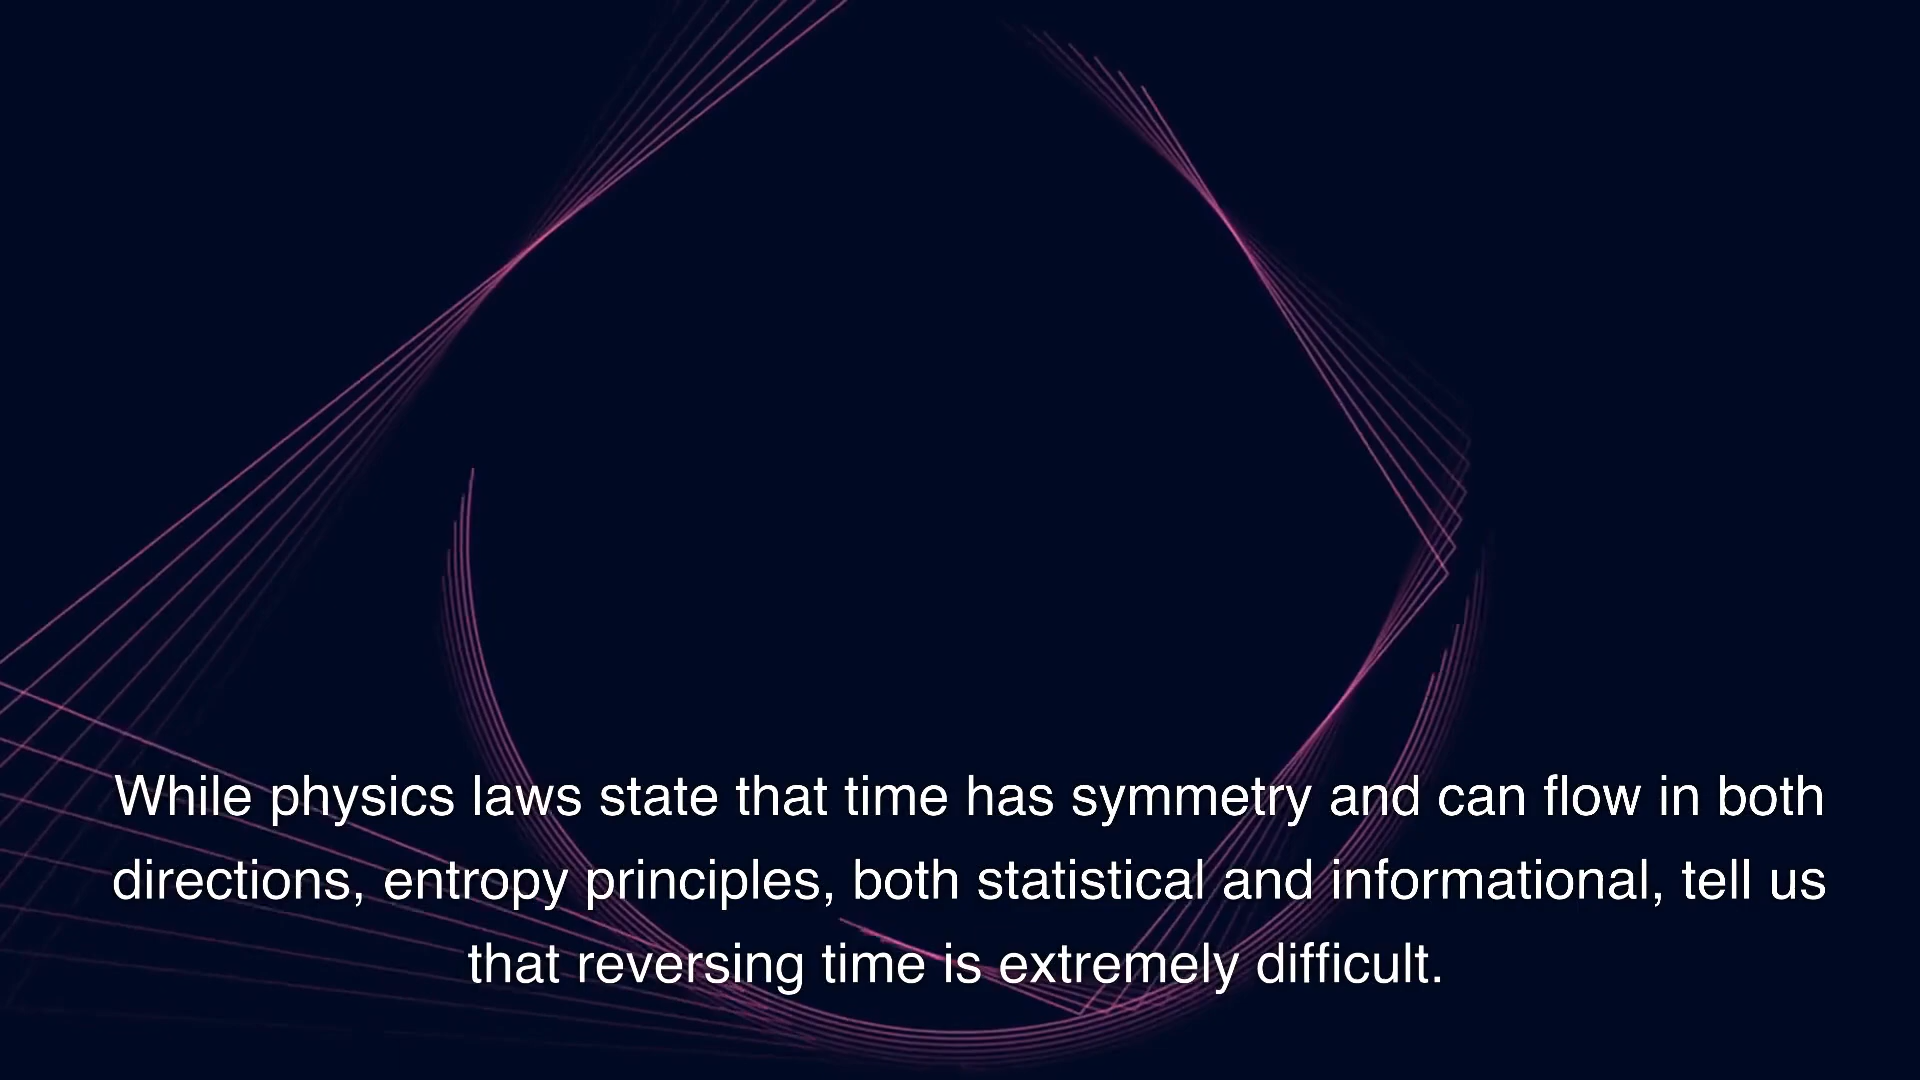 While physics laws state that time has symmetry and can flow in both
directions, entropy principles, both statistical and informational, tell us
that reversing time is extremely difficult.